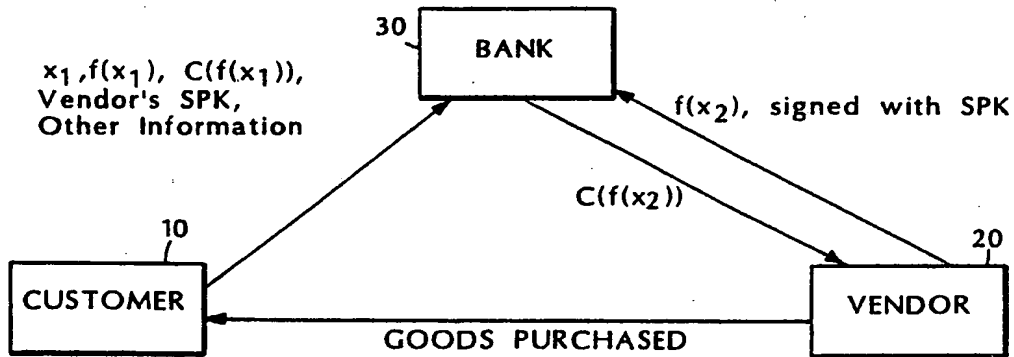 30
BANK
x₁,f(x₁), C(f(x₁)),
Vendor's SPK,
Other Information
f(x₂), signed with SPK
C(f(x₂))
10
20
CUSTOMER
VENDOR
GOODS PURCHASED